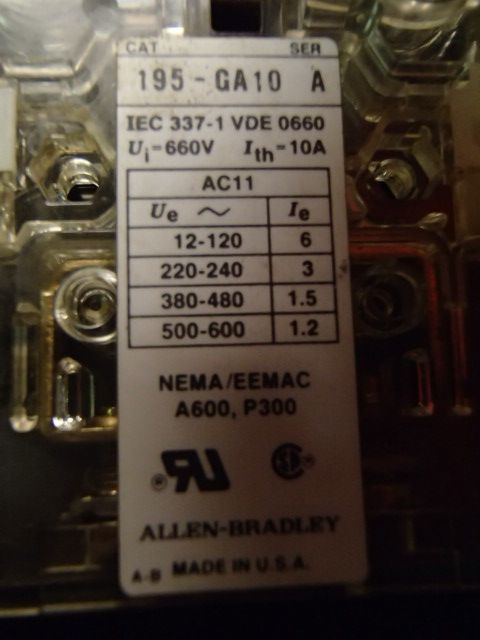 CAT SER
195-GA10 A
IEC 337-1 VDE 0660
Ui=660V Ith=10A
AC11
Ue ~ Ie
12-120 6
220-240 3
380-480 1.5
500-600 1.2
NEMA/EEMAC
A600, P300
®RU SA®
ALLEN-BRADLEY
A-B MADE IN U.S.A.